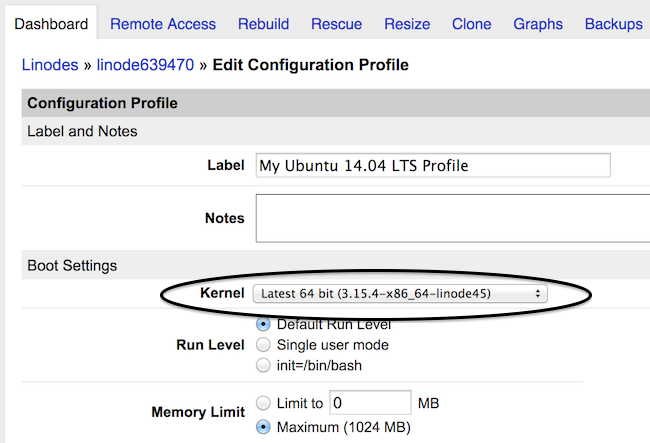 Dashboard Remote Access Rebuild Rescue Resize Clone Graphs Backups
Linodes » linode639470 » Edit Configuration Profile
Configuration Profile
Label and Notes
Label My Ubuntu 14.04 LTS Profile
Notes
Boot Settings
Kernel Latest 64 bit (3.15.4-x86_64-linode45)
Default Run Level
Run Level Single user mode
init=/bin/bash
Memory Limit Limit to 0 MB
Maximum (1024 MB)